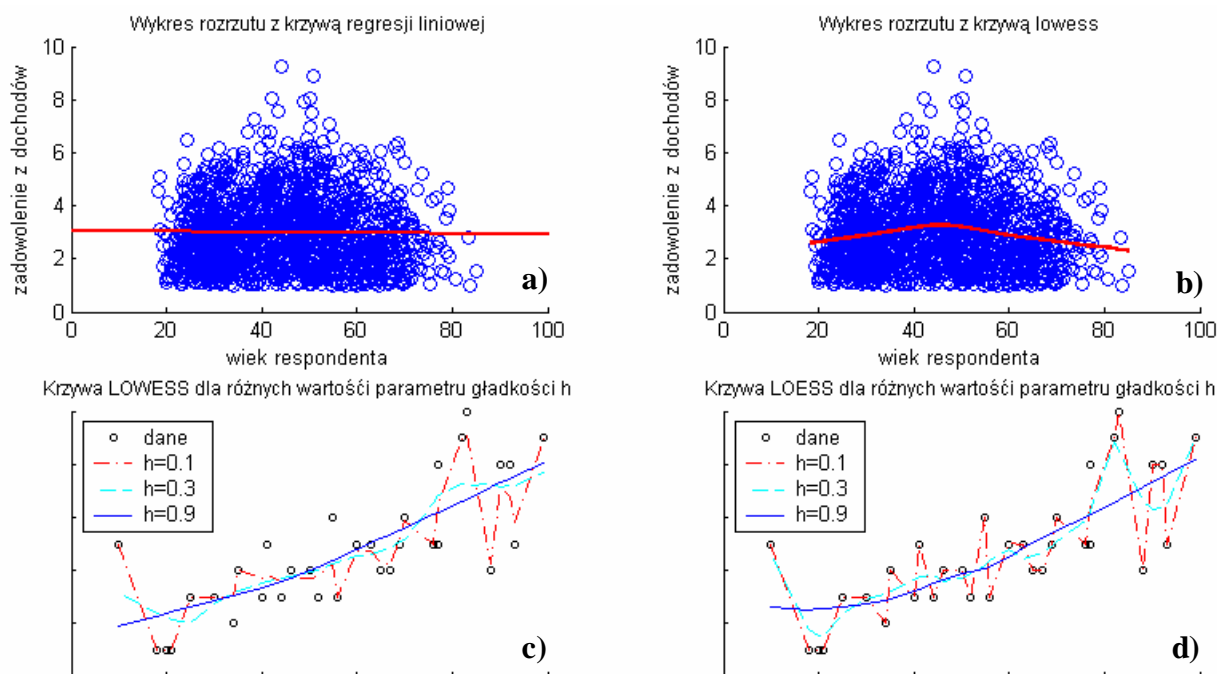 Wykres rozrzutu z krzywą regresji liniowej
10
8
6
4
2
0
zadowolenie z dochodów
a)
0 20 40 60 80 100
wiek respondenta
Wykres rozrzutu z krzywą lowess
10
8
6
4
2
0
zadowolenie z dochodów
b)
0 20 40 60 80 100
wiek respondenta
Krzywa LOWESS dla różnych wartośći parametru gładkości h
dane
h=0.1
h=0.3
h=0.9
c)
Krzywa LOESS dla różnych wartośći parametru gładkości h
dane
h=0.1
h=0.3
h=0.9
d)